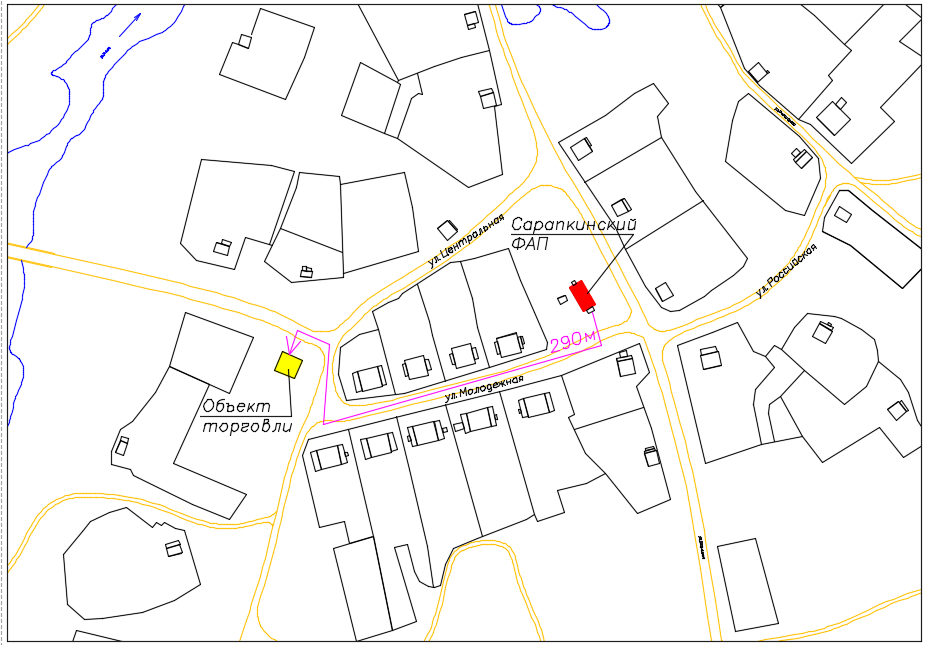 Сарапкинский
ФАП
ул. Центральная
ул. Российская
290м
ул. Молодежная
Объект
торговли